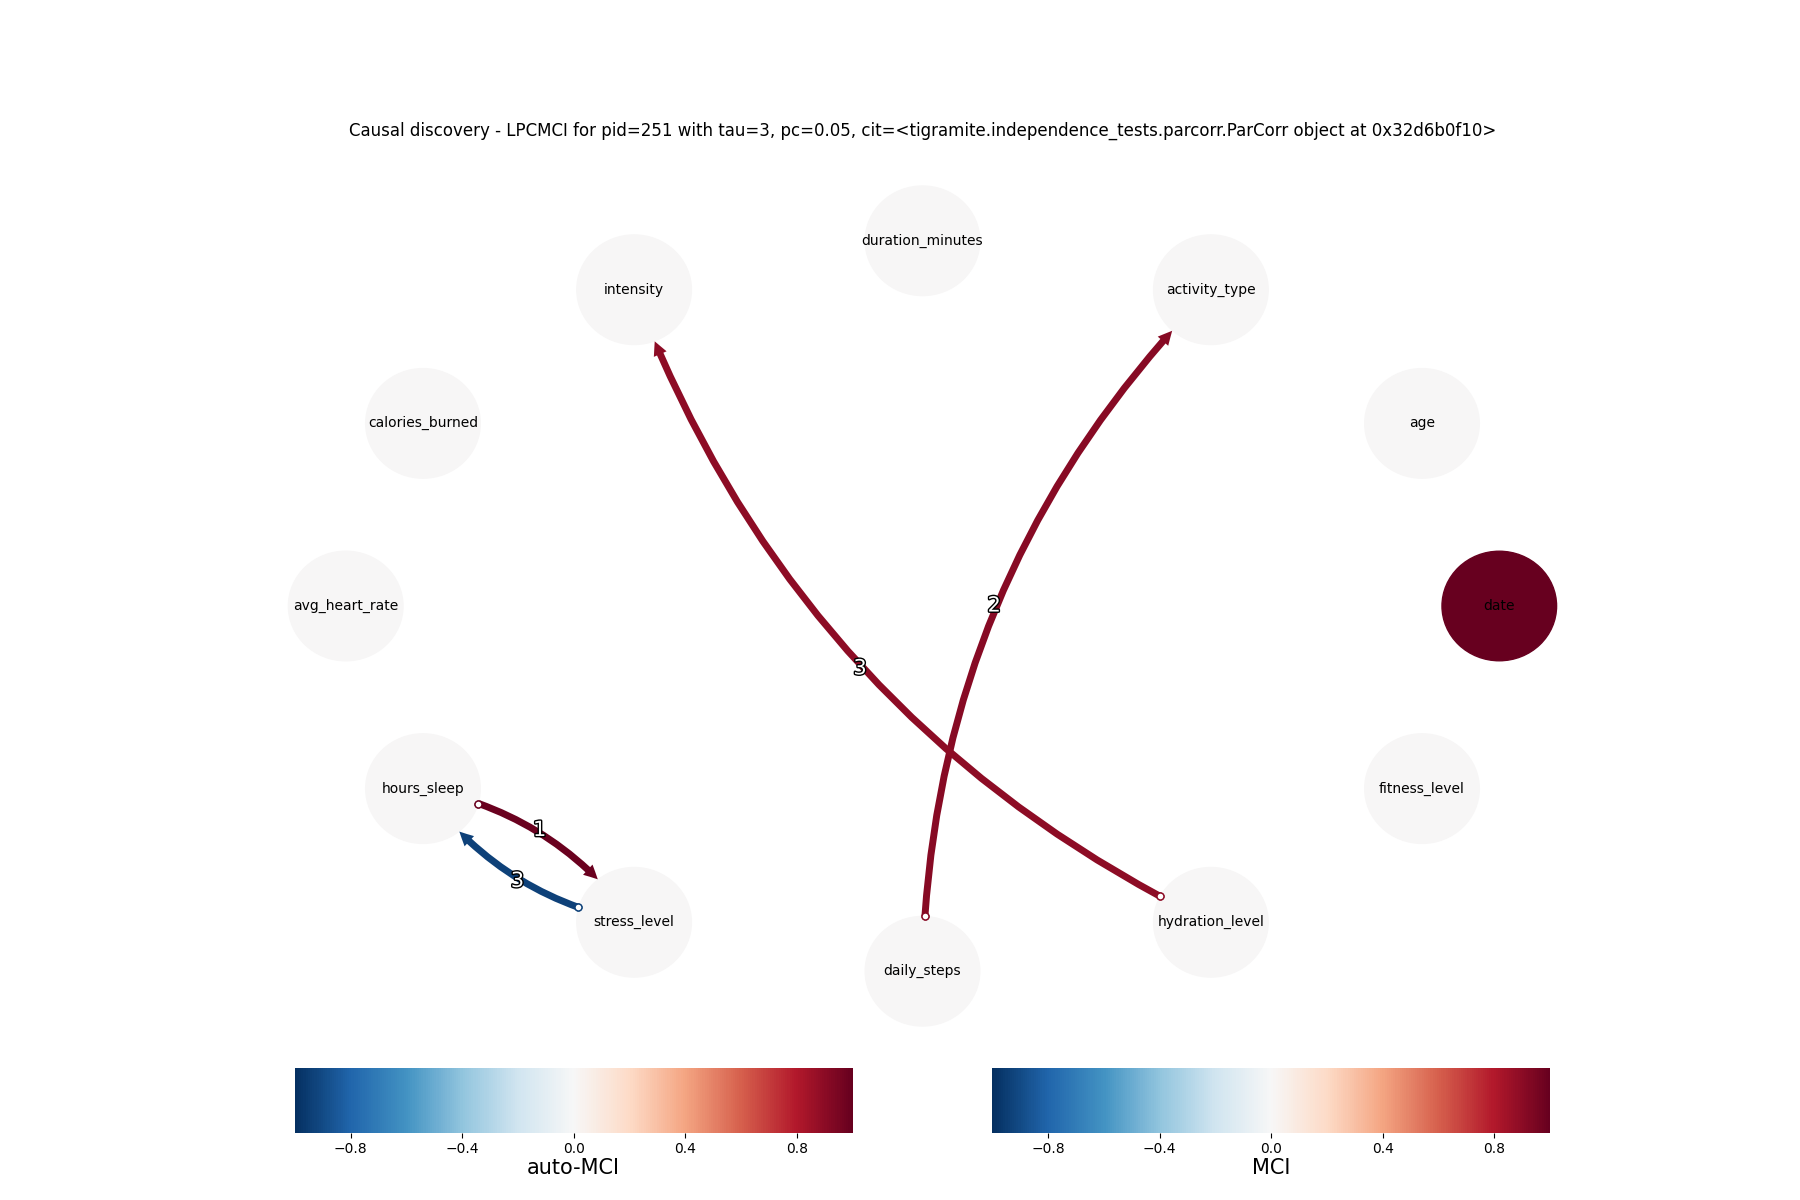 Causal discovery - LPCMCI for pid=251 with tau=3, pc=0.05, cit=<tigramite.independence_tests.parcorr.ParCorr object at 0x32d6b0f10>
duration_minutes
intensity
activity_type
calories_burned
age
2
avg_heart_rate
date
3
hours_sleep
fitness_level
1
3
stress_level
hydration_level
daily_steps
−0.8 −0.4 0.0 0.4 0.8
auto-MCI
−0.8 −0.4 0.0 0.4 0.8
MCI